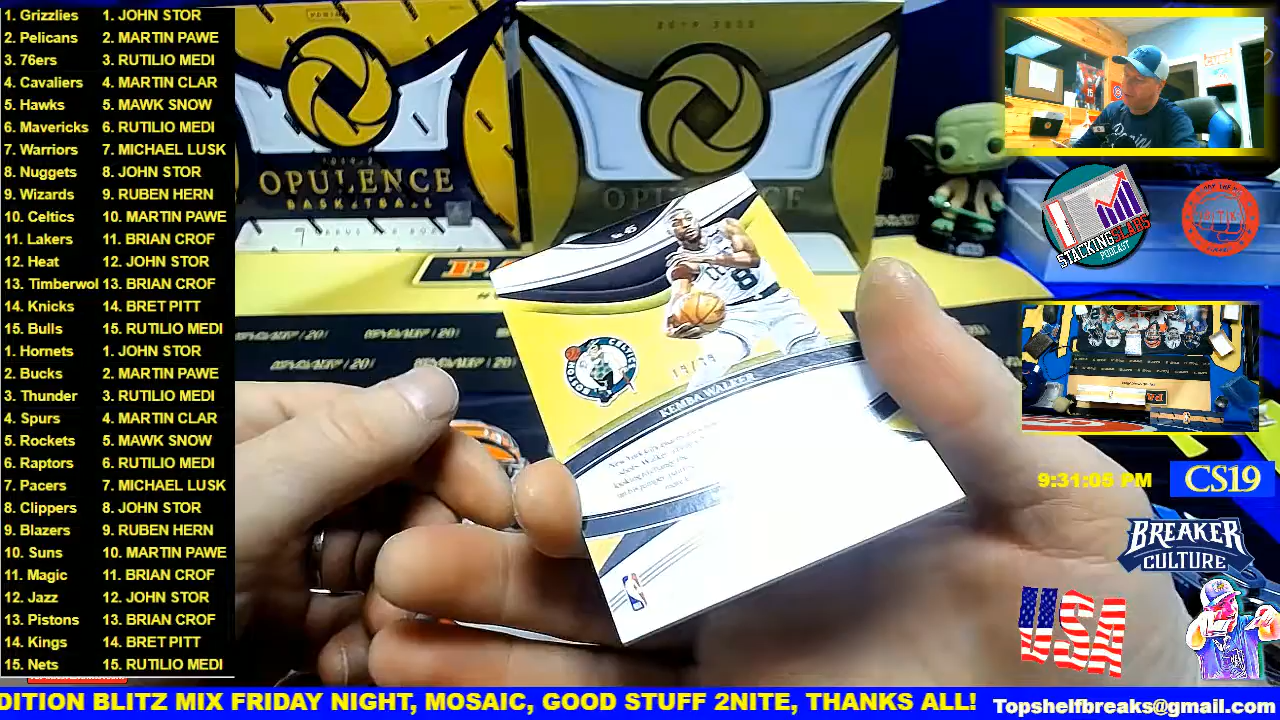 1. Grizzlies 1. JOHN STOR
2. Pelicans 2. MARTIN PAWE
3. 76ers 3. RUTILIO MEDI
4. Cavaliers 4. MARTIN CLAR
5. Hawks 5. MAWK SNOW
6. Mavericks 6. RUTILIO MEDI
7. Warriors 7. MICHAEL LUSK
8. Nuggets 8. JOHN STOR
9. Wizards 9. RUBEN HERN
10. Celtics 10. MARTIN PAWE
11. Lakers 11. BRIAN CROF
12. Heat 12. JOHN STOR
13. Timberwol 13. BRIAN CROF
14. Knicks 14. BRET PITT
15. Bulls 15. RUTILIO MEDI
1. Hornets 1. JOHN STOR
2. Bucks 2. MARTIN PAWE
3. Thunder 3. RUTILIO MEDI
4. Spurs 4. MARTIN CLAR
5. Rockets 5. MAWK SNOW
6. Raptors 6. RUTILIO MEDI
7. Pacers 7. MICHAEL LUSK
8. Clippers 8. JOHN STOR
9. Blazers 9. RUBEN HERN
10. Suns 10. MARTIN PAWE
11. Magic 11. BRIAN CROF
12. Jazz 12. JOHN STOR
13. Pistons 13. BRIAN CROF
14. Kings 14. BRET PITT
15. Nets 15. RUTILIO MEDI
PANINI
OPULENCE
BASKETBALL
OPULENCE
8
BOSTON CELTICS
KEMBA WALKER
STACKING SLABS
PODCAST
9:31:05 PM
CS19
BREAKER
CULTURE
USA
DITION BLITZ MIX FRIDAY NIGHT, MOSAIC, GOOD STUFF 2NITE, THANKS ALL!
Topshelfbreaks@gmail.com